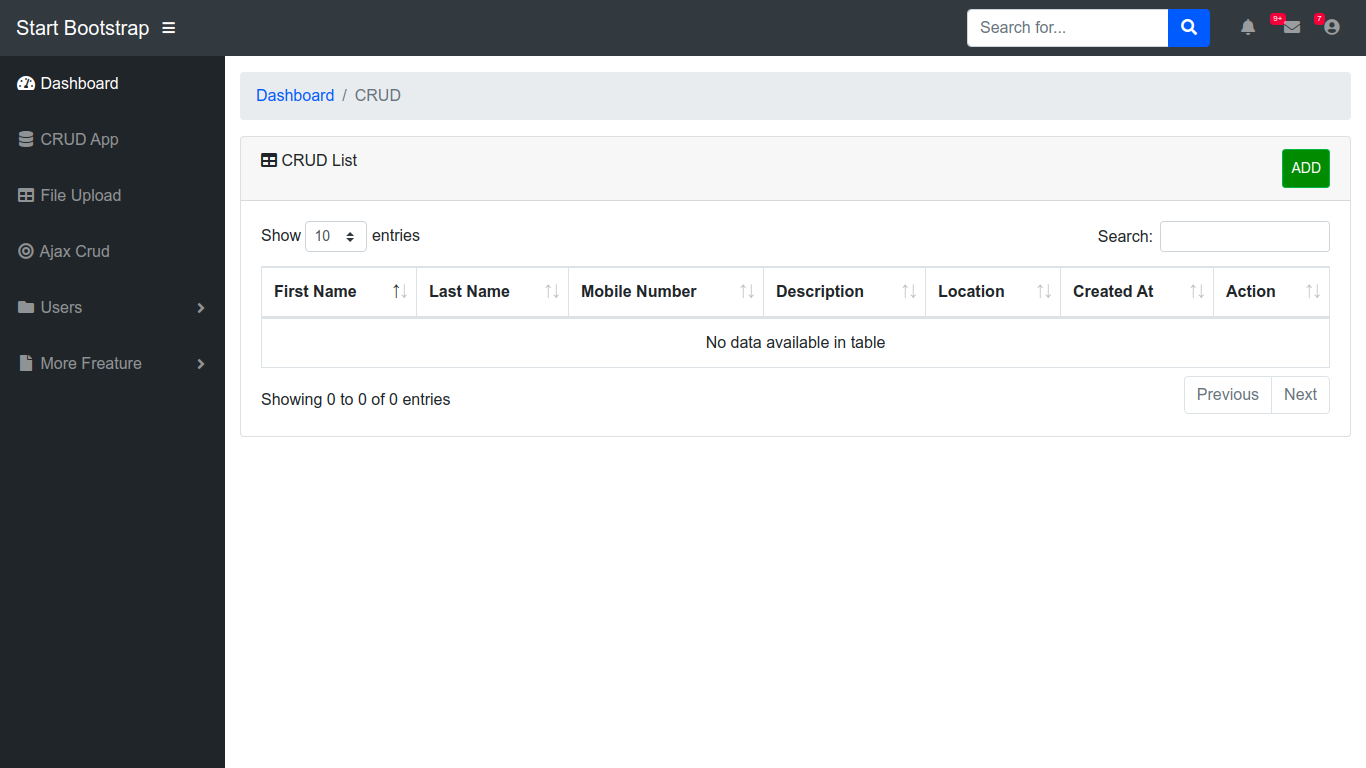 Start Bootstrap
Search for...
9+
7
Dashboard
CRUD App
File Upload
Ajax Crud
Users
More Freature
Dashboard / CRUD
CRUD List
ADD
Show 10 entries
Search:
First Name Last Name Mobile Number Description Location Created At Action
No data available in table
Showing 0 to 0 of 0 entries
Previous Next